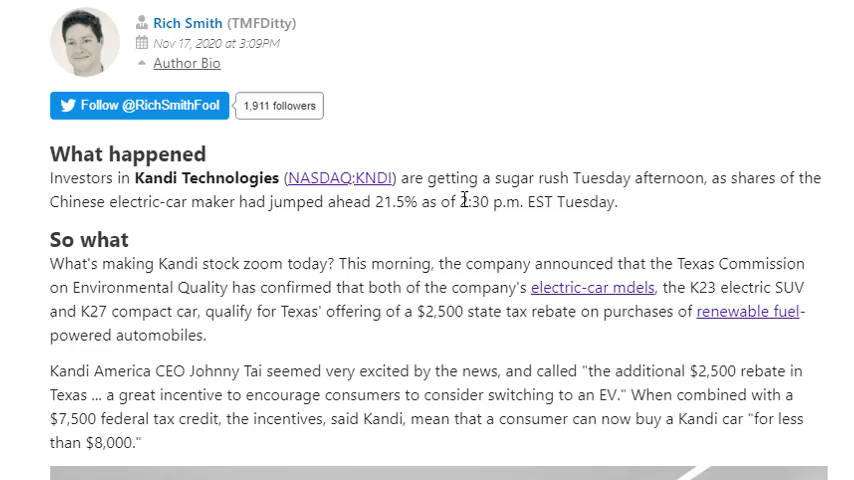 Rich Smith (TMFDitty)
Nov 17, 2020 at 3:09PM
Author Bio
Follow @RichSmithFool
1,911 followers
What happened
Investors in Kandi Technologies (NASDAQ:KNDI) are getting a sugar rush Tuesday afternoon, as shares of the
Chinese electric-car maker had jumped ahead 21.5% as of 2:30 p.m. EST Tuesday.
So what
What's making Kandi stock zoom today? This morning, the company announced that the Texas Commission
on Environmental Quality has confirmed that both of the company's electric-car mdels, the K23 electric SUV
and K27 compact car, qualify for Texas' offering of a $2,500 state tax rebate on purchases of renewable fuel-
powered automobiles.
Kandi America CEO Johnny Tai seemed very excited by the news, and called "the additional $2,500 rebate in
Texas ... a great incentive to encourage consumers to consider switching to an EV." When combined with a
$7,500 federal tax credit, the incentives, said Kandi, mean that a consumer can now buy a Kandi car "for less
than $8,000."